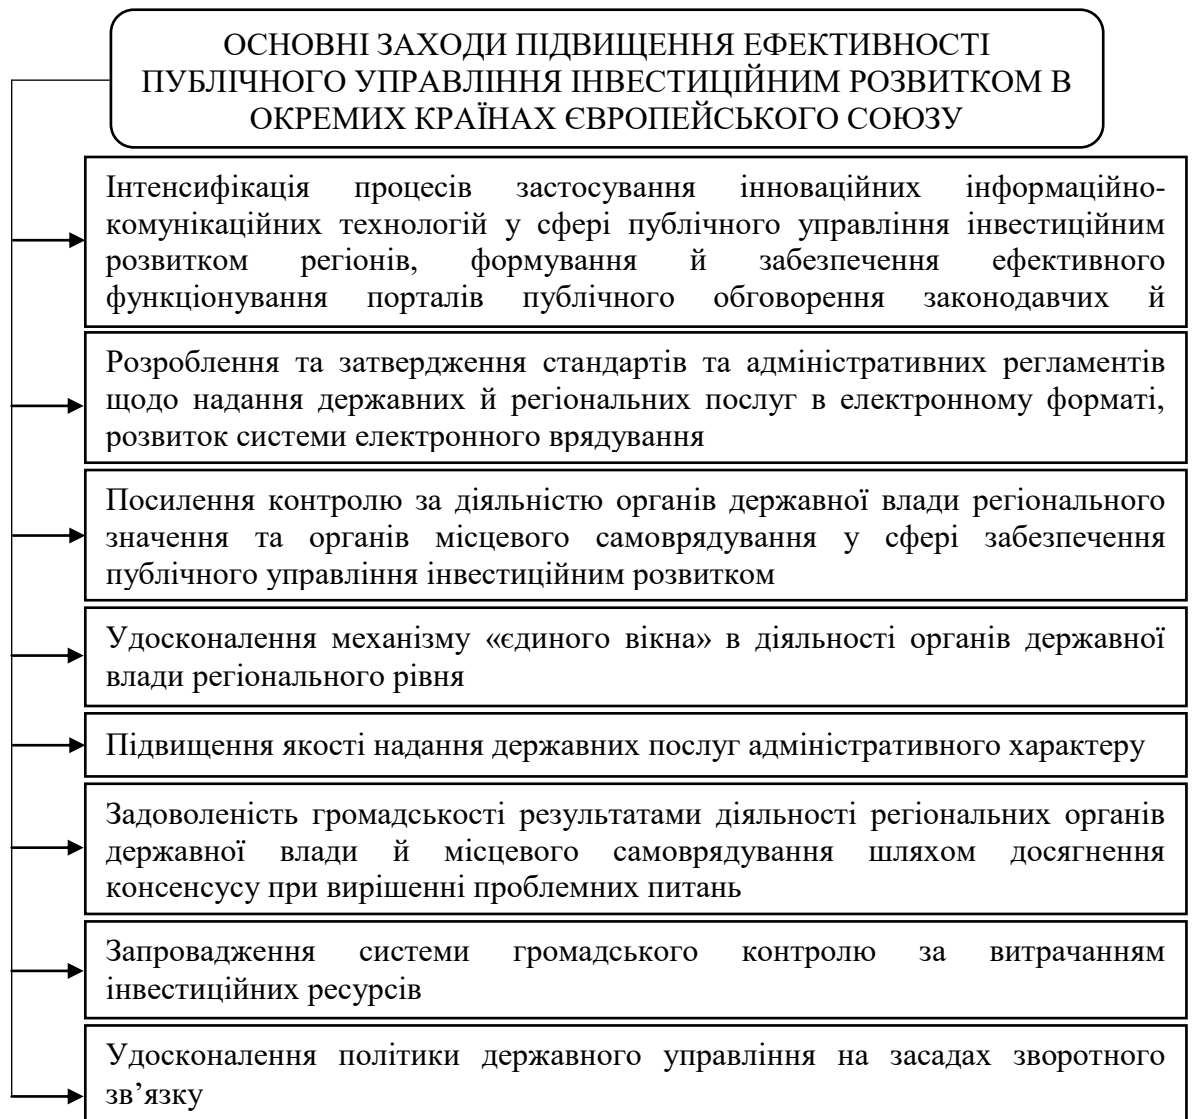 ОСНОВНІ ЗАХОДИ ПІДВИЩЕННЯ ЕФЕКТИВНОСТІ
ПУБЛІЧНОГО УПРАВЛІННЯ ІНВЕСТИЦІЙНИМ РОЗВИТКОМ В
ОКРЕМИХ КРАЇНАХ ЄВРОПЕЙСЬКОГО СОЮЗУ
Інтенсифікація процесів застосування інноваційних інформаційно-
комунікаційних технологій у сфері публічного управління інвестиційним
розвитком регіонів, формування й забезпечення ефективного
функціонування порталів публічного обговорення законодавчих й
Розроблення та затвердження стандартів та адміністративних регламентів
щодо надання державних й регіональних послуг в електронному форматі,
розвиток системи електронного врядування
Посилення контролю за діяльністю органів державної влади регіонального
значення та органів місцевого самоврядування у сфері забезпечення
публічного управління інвестиційним розвитком
Удосконалення механізму «єдиного вікна» в діяльності органів державної
влади регіонального рівня
Підвищення якості надання державних послуг адміністративного характеру
Задоволеність громадськості результатами діяльності регіональних органів
державної влади й місцевого самоврядування шляхом досягнення
консенсусу при вирішенні проблемних питань
Запровадження системи громадського контролю за витрачанням
інвестиційних ресурсів
Удосконалення політики державного управління на засадах зворотного
зв’язку